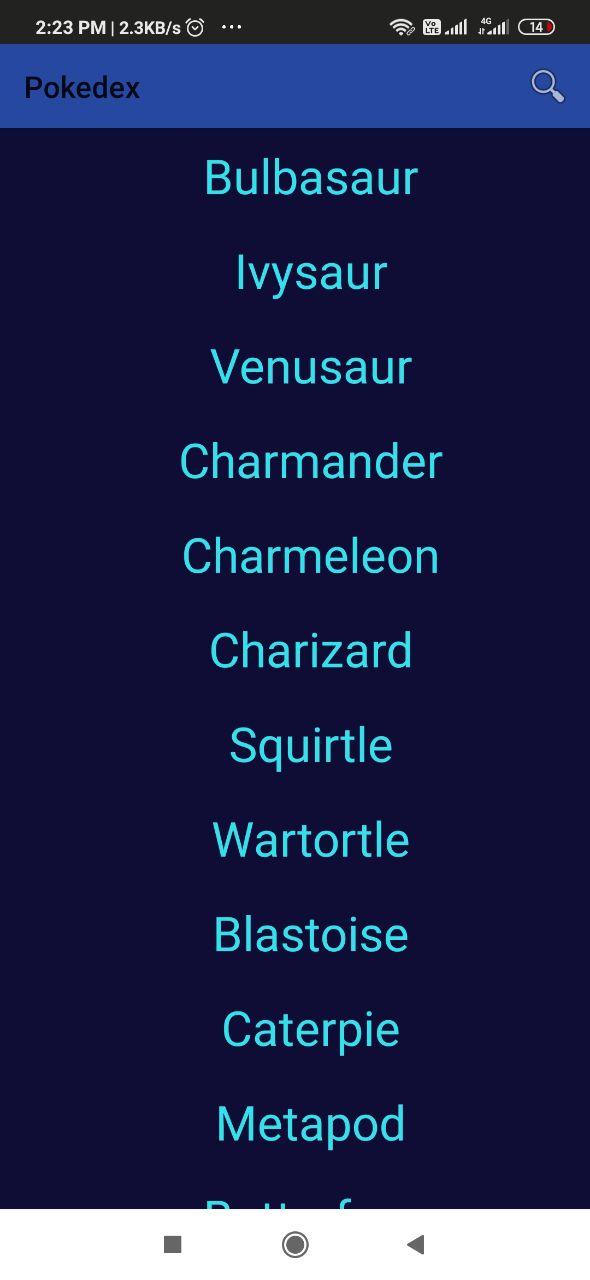 2:23 PM | 2.3KB/s
Vo LTE
4G
14
Pokedex
Bulbasaur
Ivysaur
Venusaur
Charmander
Charmeleon
Charizard
Squirtle
Wartortle
Blastoise
Caterpie
Metapod